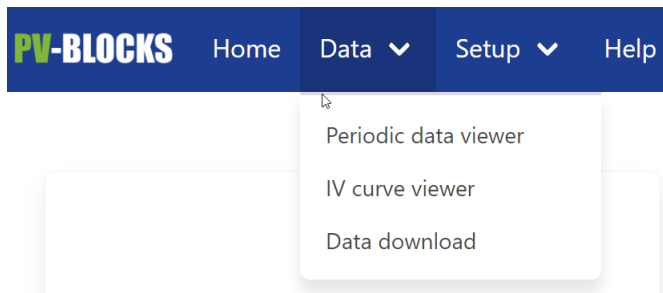 PV-BLOCKS Home Data Setup Help
Periodic data viewer
IV curve viewer
Data download